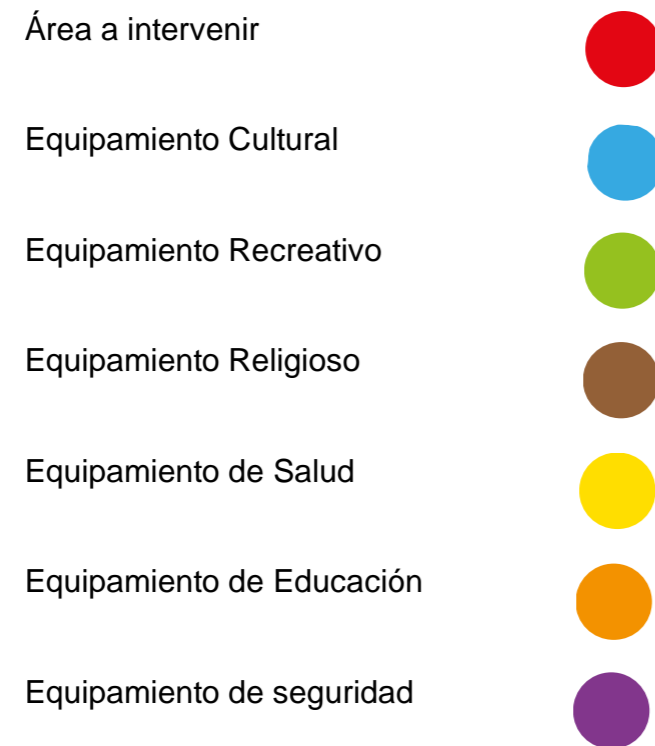 Área a intervenir
Equipamiento Cultural
Equipamiento Recreativo
Equipamiento Religioso
Equipamiento de Salud
Equipamiento de Educación
Equipamiento de seguridad